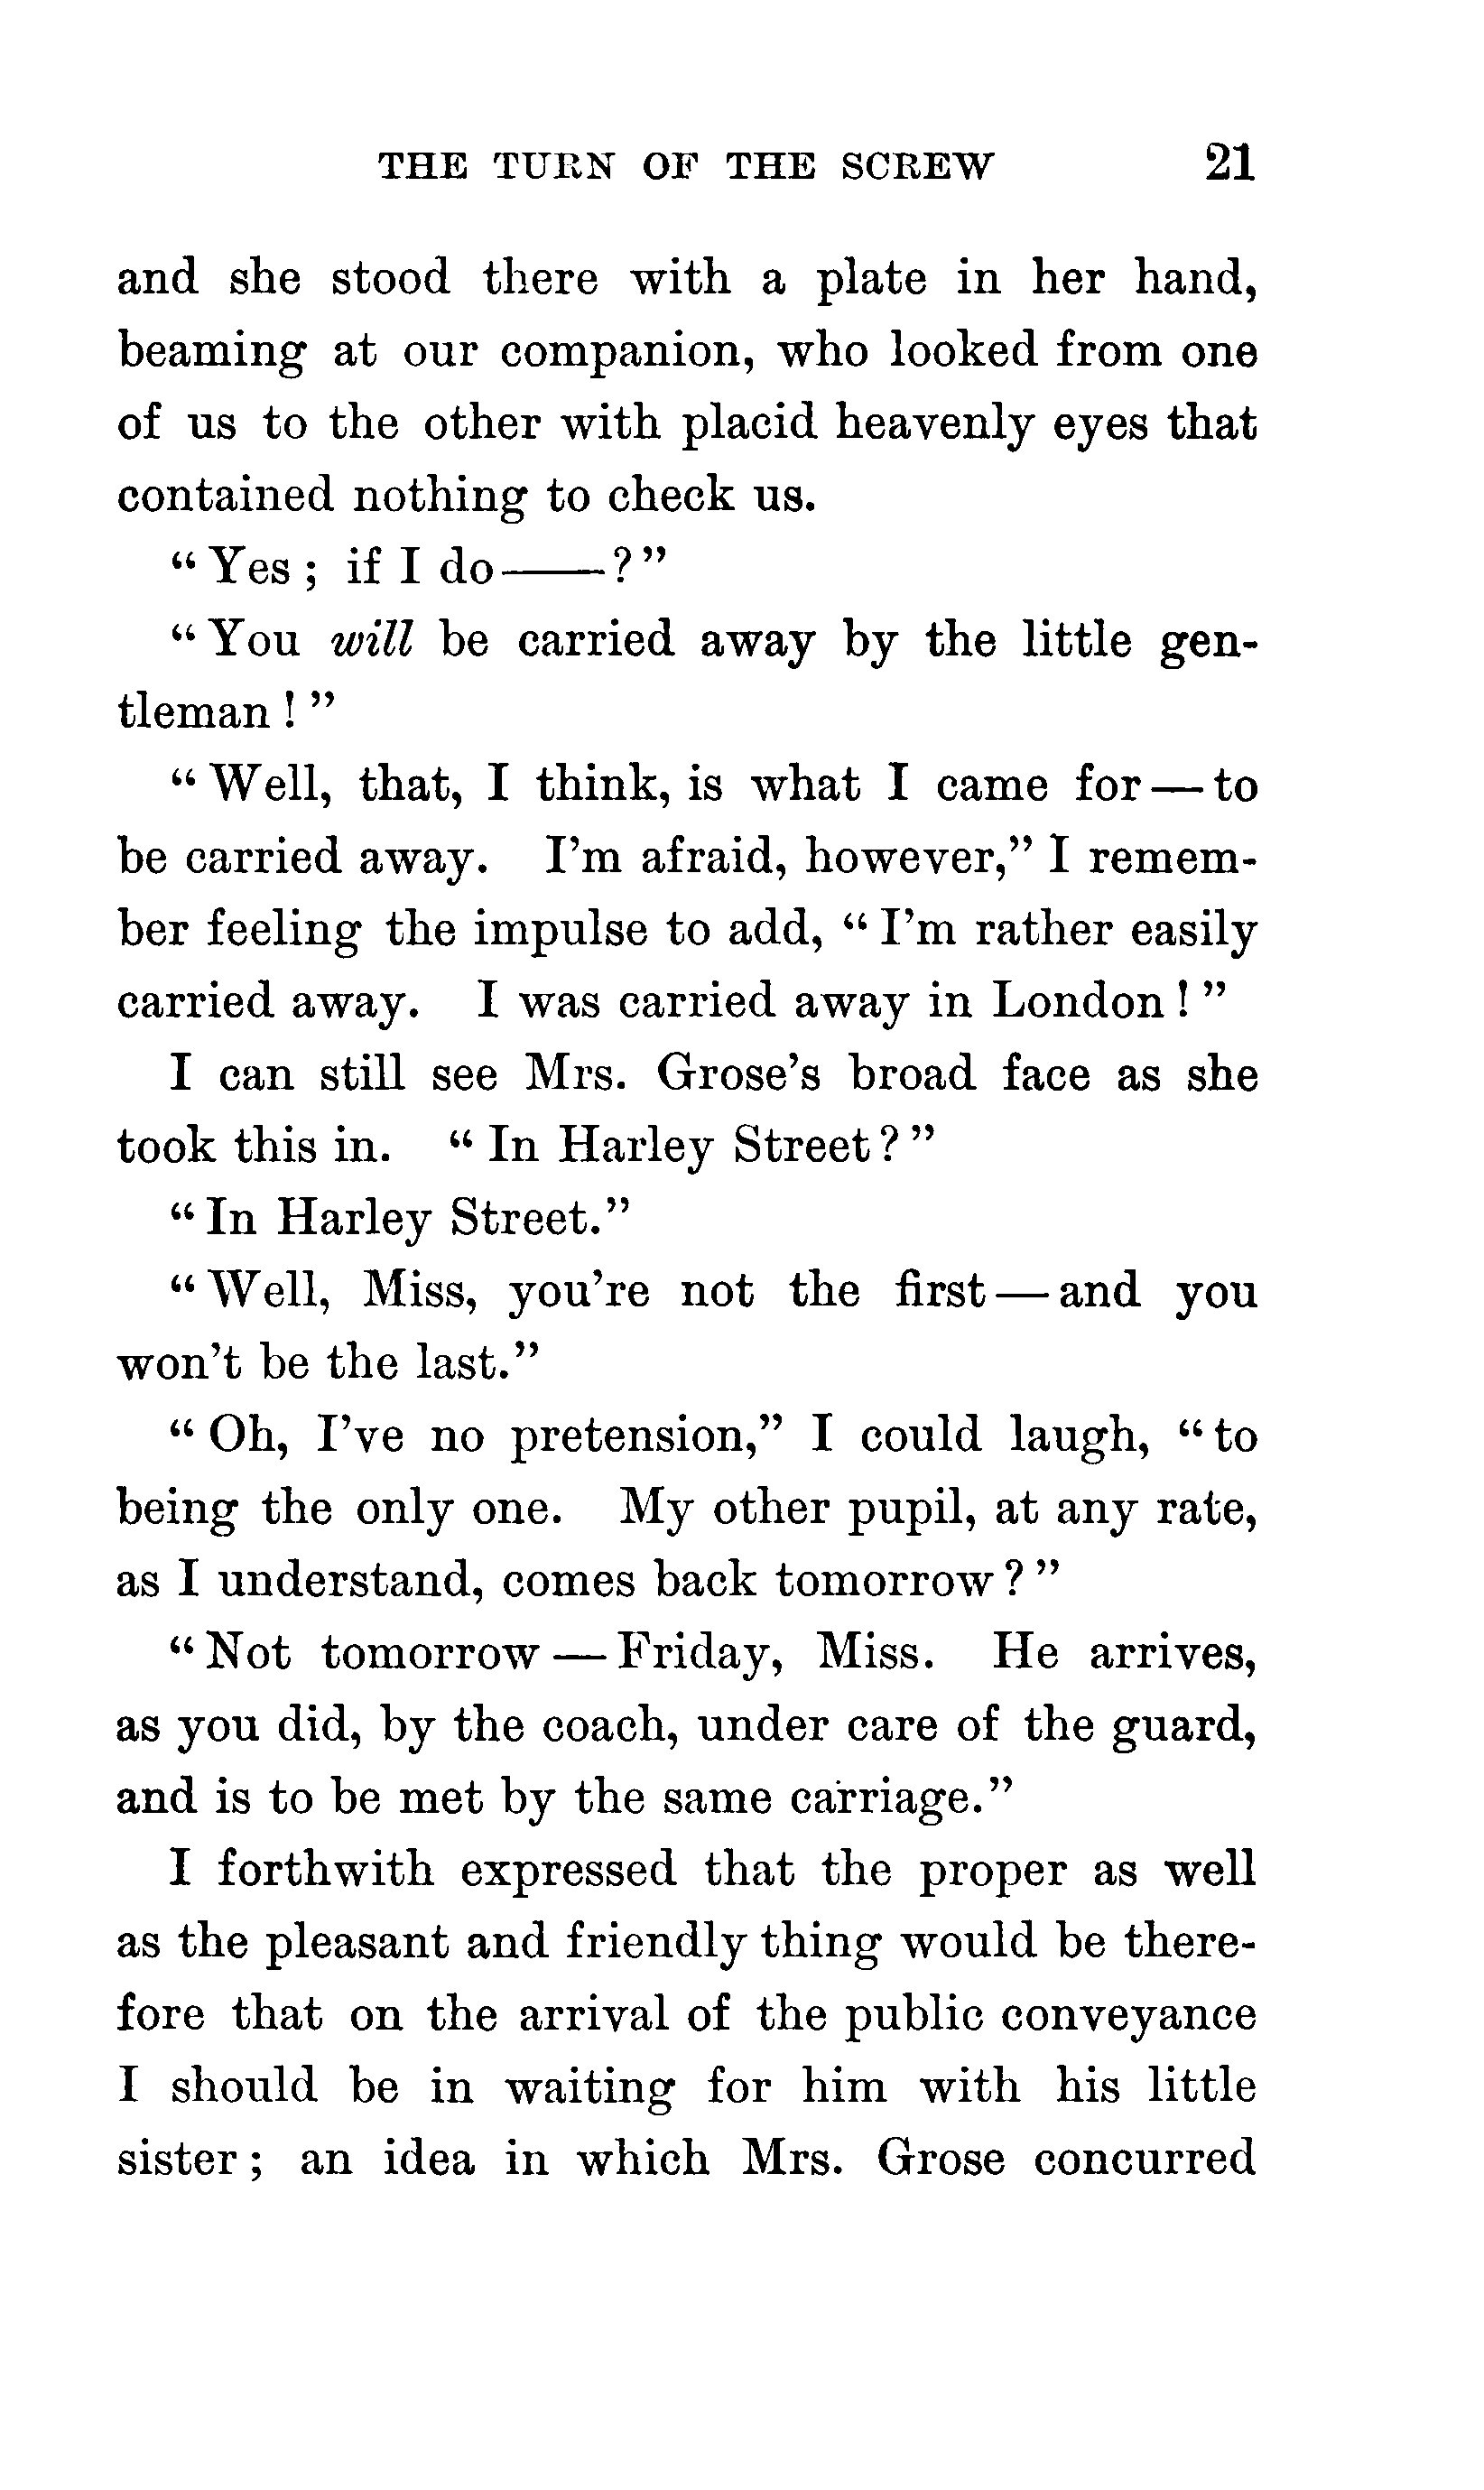 THE TURN OF THE SCREW 21
and she stood there with a plate in her hand,
beaming at our companion, who looked from one
of us to the other with placid heavenly eyes that
contained nothing to check us.
“Yes; if I do——?”
“You will be carried away by the little gen-
tleman!”
“Well, that, I think, is what I came for—to
be carried away. I’m afraid, however,” I remem-
ber feeling the impulse to add, “I’m rather easily
carried away. I was carried away in London!”
I can still see Mrs. Grose’s broad face as she
took this in. “In Harley Street?”
“In Harley Street.”
“Well, Miss, you’re not the first—and you
won’t be the last.”
“Oh, I’ve no pretension,” I could laugh, “to
being the only one. My other pupil, at any rate,
as I understand, comes back tomorrow?”
“Not tomorrow—Friday, Miss. He arrives,
as you did, by the coach, under care of the guard,
and is to be met by the same carriage.”
I forthwith expressed that the proper as well
as the pleasant and friendly thing would be there-
fore that on the arrival of the public conveyance
I should be in waiting for him with his little
sister; an idea in which Mrs. Grose concurred